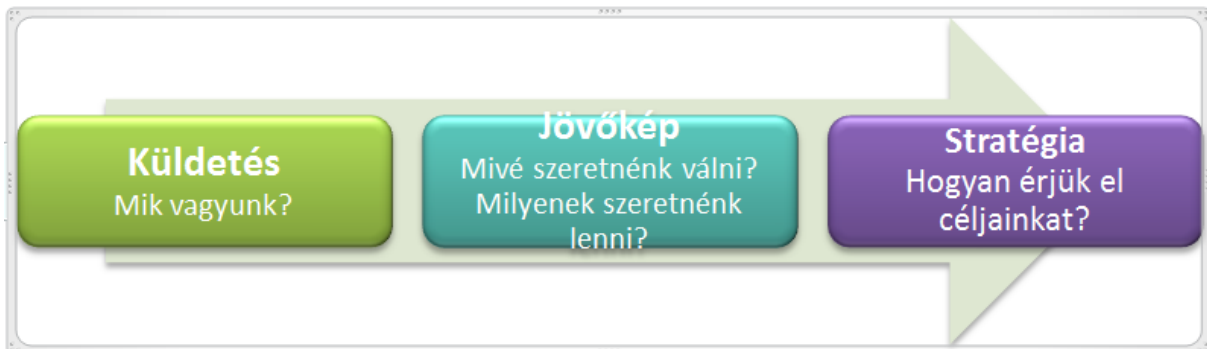 Küldetés
Mik vagyunk?
Jövőkép
Mivé szeretnénk válni?
Milyenek szeretnénk
lenni?
Stratégia
Hogyan érjük el
céljainkat?